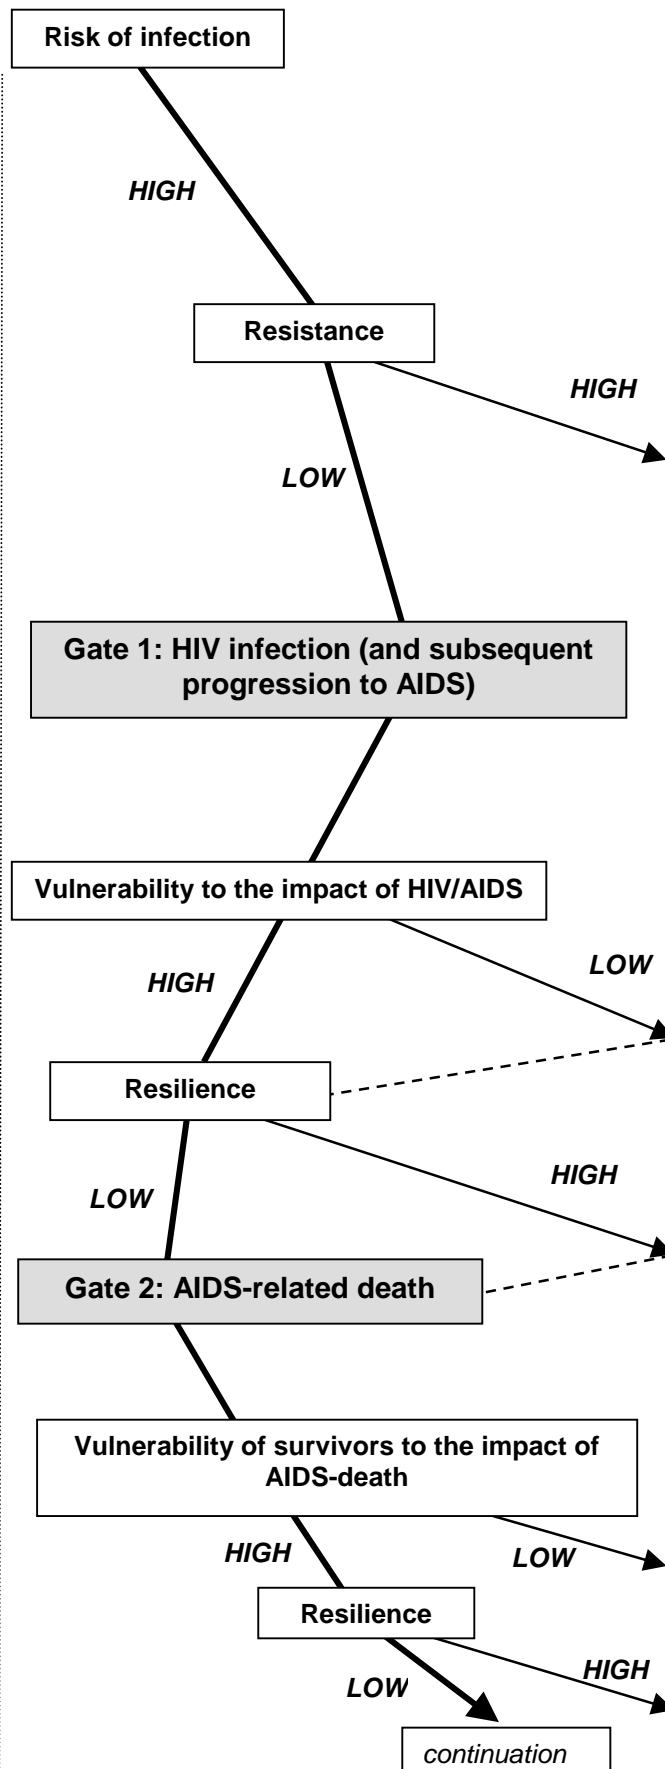 Risk of infection
HIGH
Resistance
HIGH
LOW
Gate 1: HIV infection (and subsequent
progression to AIDS)
Vulnerability to the impact of HIV/AIDS
LOW
HIGH
Resilience
HIGH
LOW
Gate 2: AIDS-related death
Vulnerability of survivors to the impact of
AIDS-death
HIGH
LOW
Resilience
HIGH
LOW
continuation